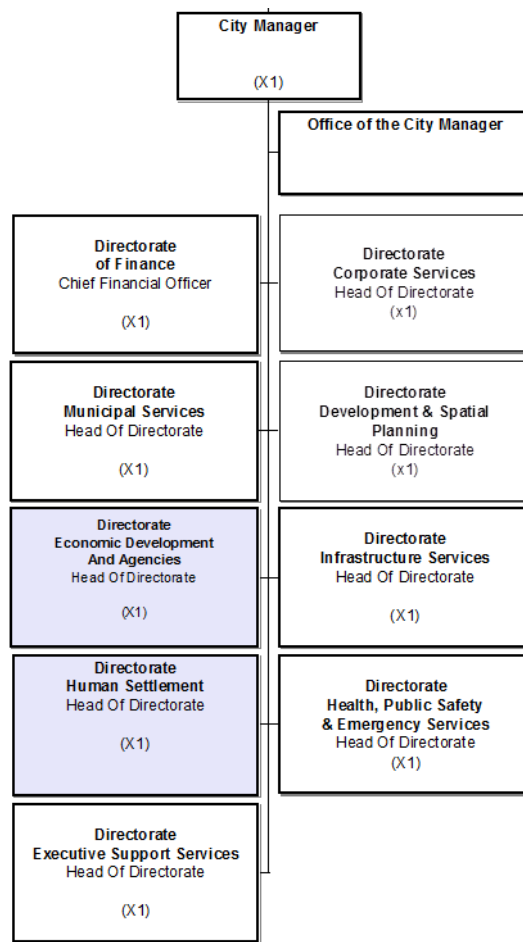 City Manager
(X1)
Office of the City Manager
Directorate
of Finance
Chief Financial Officer
(X1)
Directorate
Corporate Services
Head Of Directorate
(x1)
Directorate
Municipal Services
Head Of Directorate
(X1)
Directorate
Development & Spatial
Planning
Head Of Directorate
(x1)
Directorate
Economic Development
And Agencies
Head Of Directorate
(X1)
Directorate
Infrastructure Services
Head Of Directorate
(X1)
Directorate
Human Settlement
Head Of Directorate
(X1)
Directorate
Health, Public Safety
& Emergency Services
Head Of Directorate
(X1)
Directorate
Executive Support Services
Head Of Directorate
(X1)